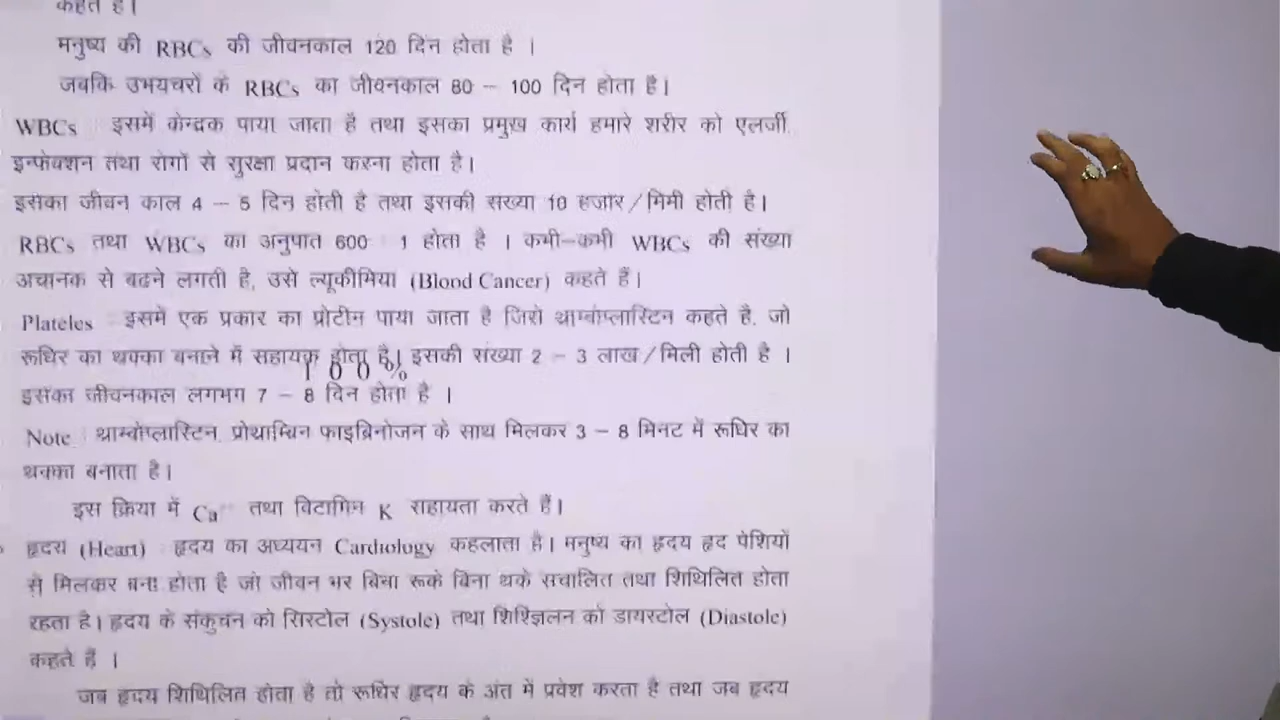 कहते हैं।
मनुष्य की RBCs की जीवनकाल 120 दिन होता है ।
जबकि उभयचरों के RBCs का जीवनकाल 80 – 100 दिन होता है।
WBCs : इसमें केन्द्रक पाया जाता है तथा इसका प्रमुख कार्य हमारे शरीर को एलर्जी,
इन्फेक्शन तथा रोगों से सुरक्षा प्रदान करना होता है।
इसका जीवन काल 4 – 5 दिन होती है तथा इसकी संख्या 10 हजार/मिमी होती है।
RBCs तथा WBCs का अनुपात 600 : 1 होता है । कभी-कभी WBCs की संख्या
अचानक से बढने लगती है, उसे ल्यूकीमिया (Blood Cancer) कहते हैं।
Plateles : इसमें एक प्रकार का प्रोटीन पाया जाता है जिसे थ्राम्बोप्लास्टिन कहते है, जो
रूधिर का थक्का बनाने में सहायक होता है। इसकी संख्या 2 – 3 लाख/मिली होती है ।
100%
इसका जीवनकाल लगभग 7 – 8 दिन होता है ।
Note : थ्राम्बोप्लास्टिन, प्रोथाम्बिन फाइब्रिनोजन के साथ मिलकर 3 – 8 मिनट में रूधिर का
थक्का बनाता है।
इस क्रिया में Ca⁺⁺ तथा विटामिन K सहायता करते हैं।
हृदय (Heart) : हृदय का अध्ययन Cardiology कहलाता है। मनुष्य का हृदय हृद पेशियों
से मिलकर बना होता है जो जीवन भर बिना रूके बिना थके संचालित तथा शिथिलित होता
रहता है। हृदय के संकुचन को सिस्टोल (Systole) तथा शिश्ज्ञिलन को डायस्टोल (Diastole)
कहते हैं ।
जब हृदय शिथिलित होता है तो रूधिर हृदय के अंत में प्रवेश करता है तथा जब हृदय